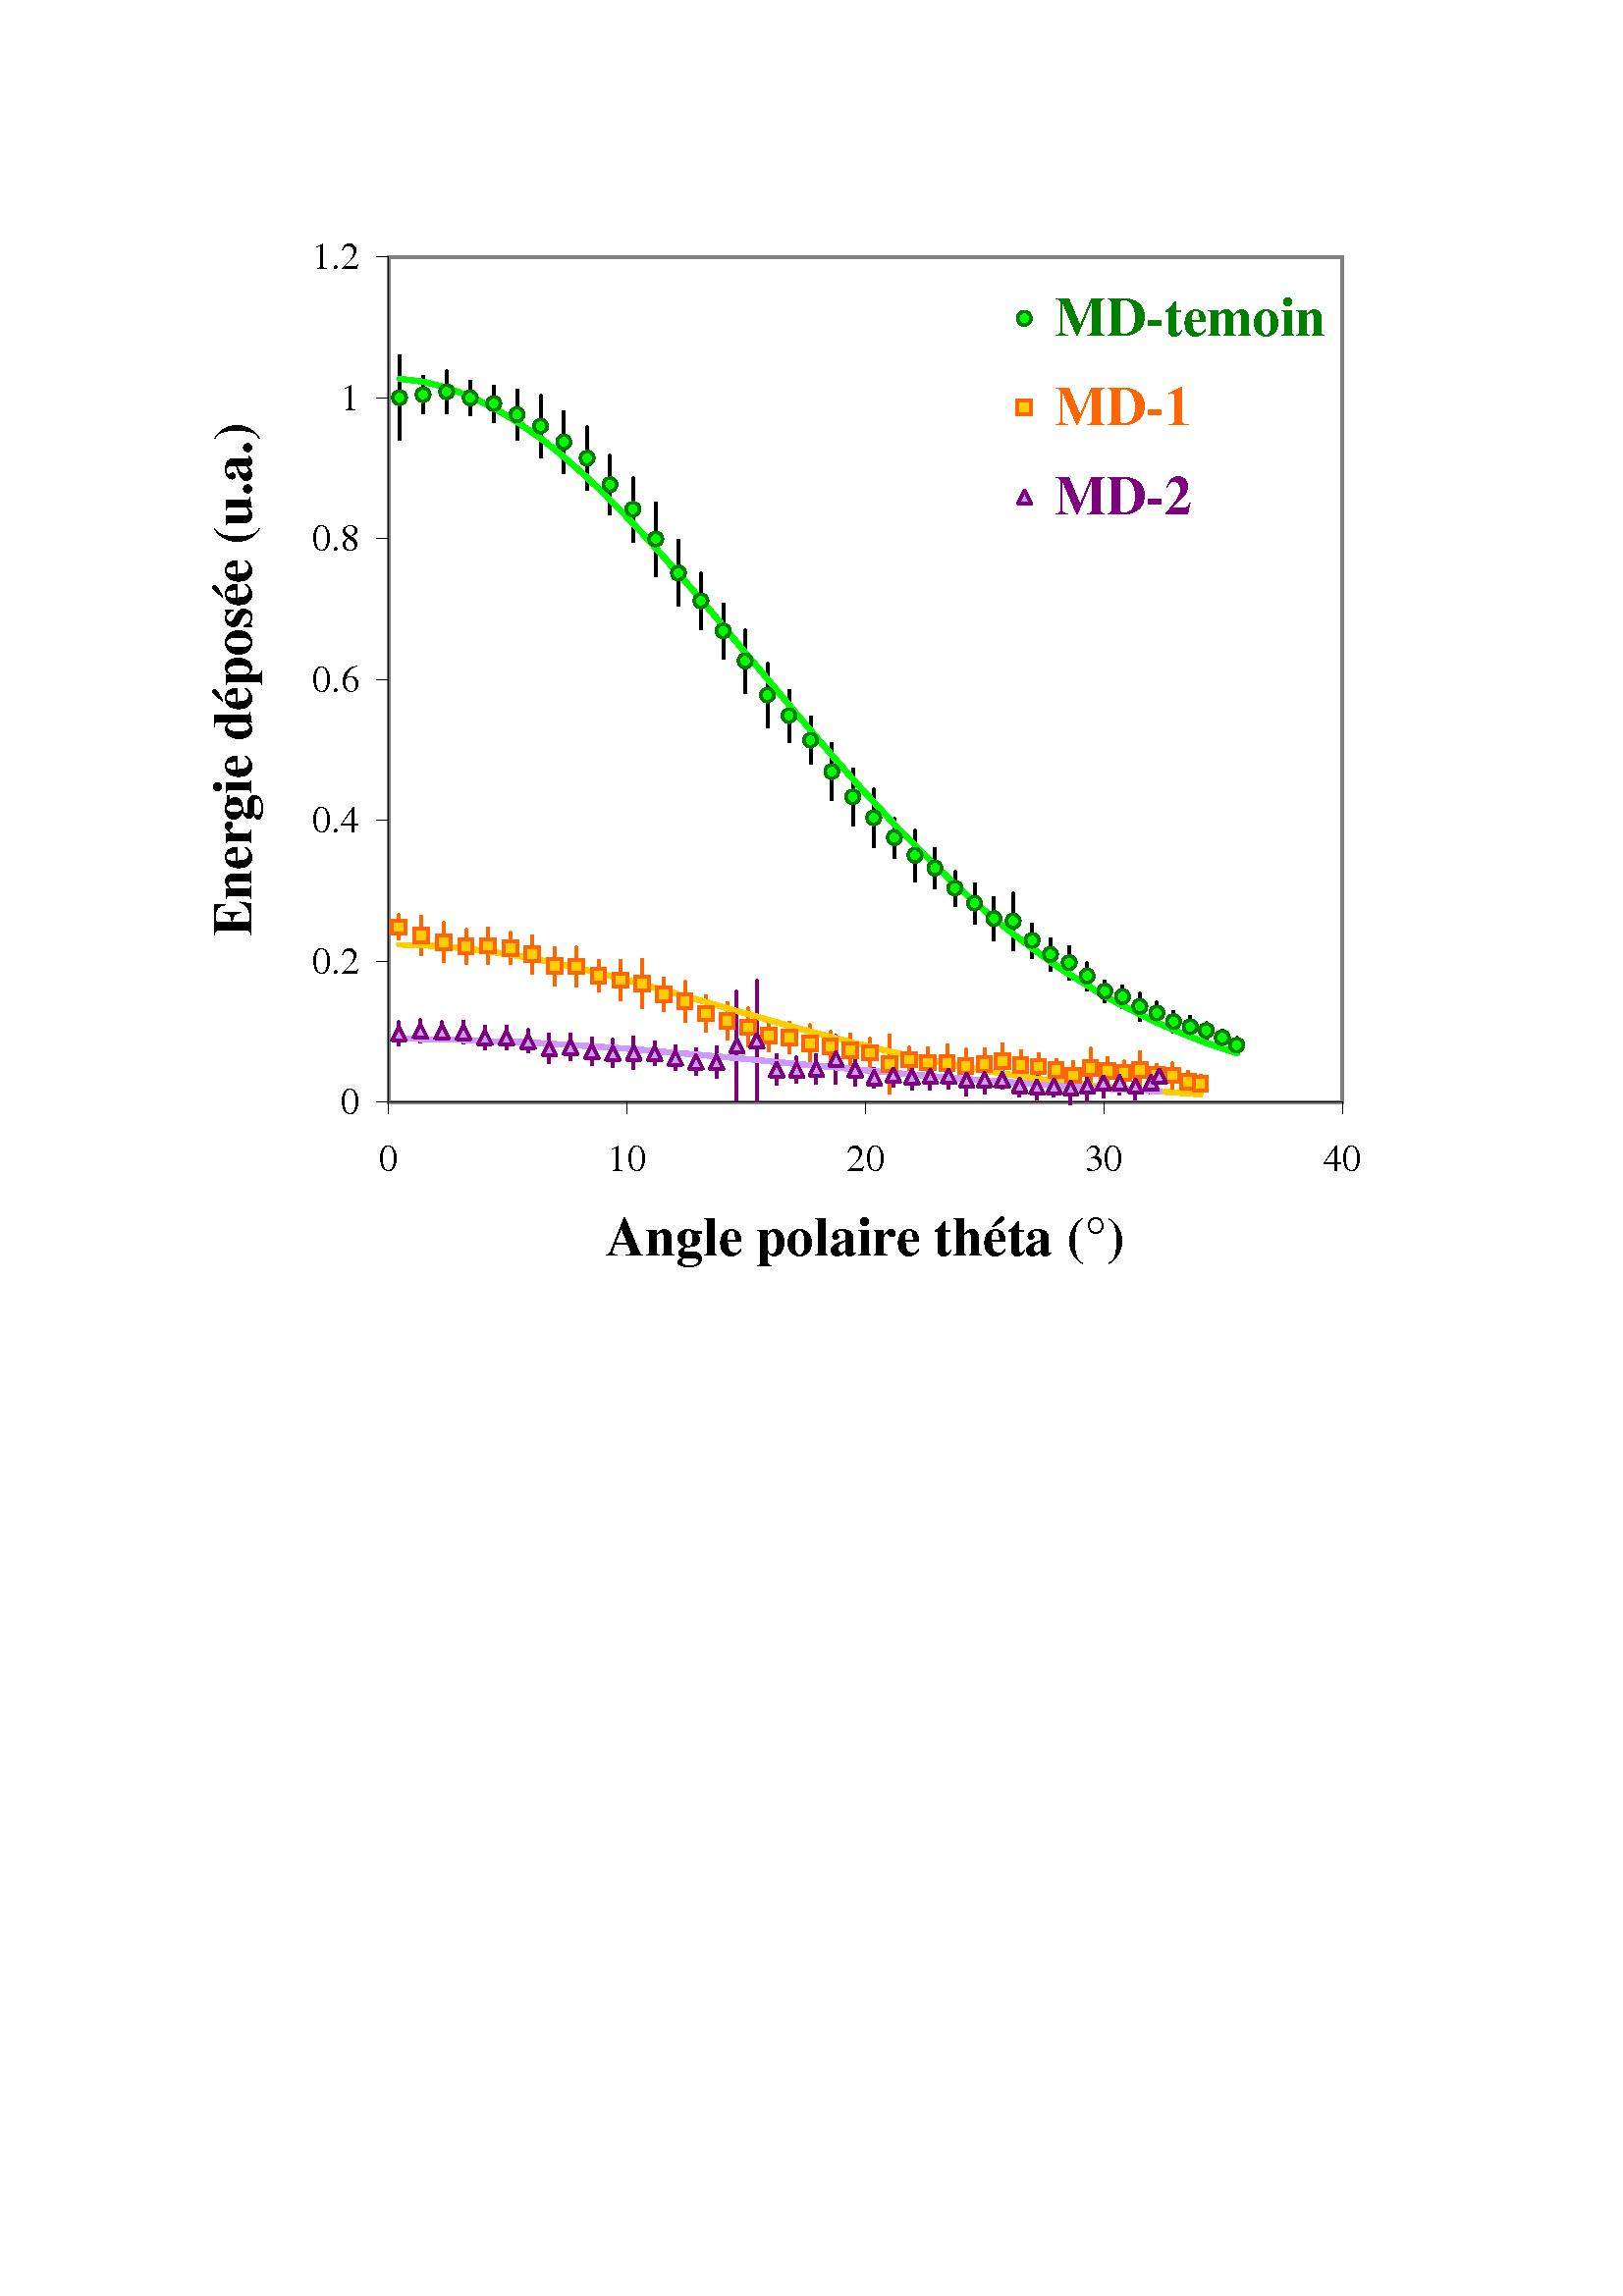 1.2
1
0.8
0.6
0.4
0.2
0
Energie déposée (u.a.)
MD-temoin
MD-1
MD-2
0 10 20 30 40
Angle polaire théta (°)